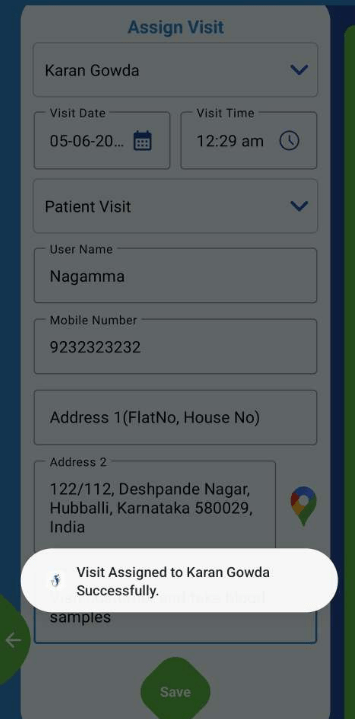 Assign Visit
Karan Gowda
Visit Date
Visit Time
05-06-20...
12:29 am
Patient Visit
User Name
Nagamma
Mobile Number
9232323232
Address 1(FlatNo, House No)
Address 2
122/112, Deshpande Nagar,
Hubballi, Karnataka 580029,
India
Visit Assigned to Karan Gowda
Successfully.
samples
Save